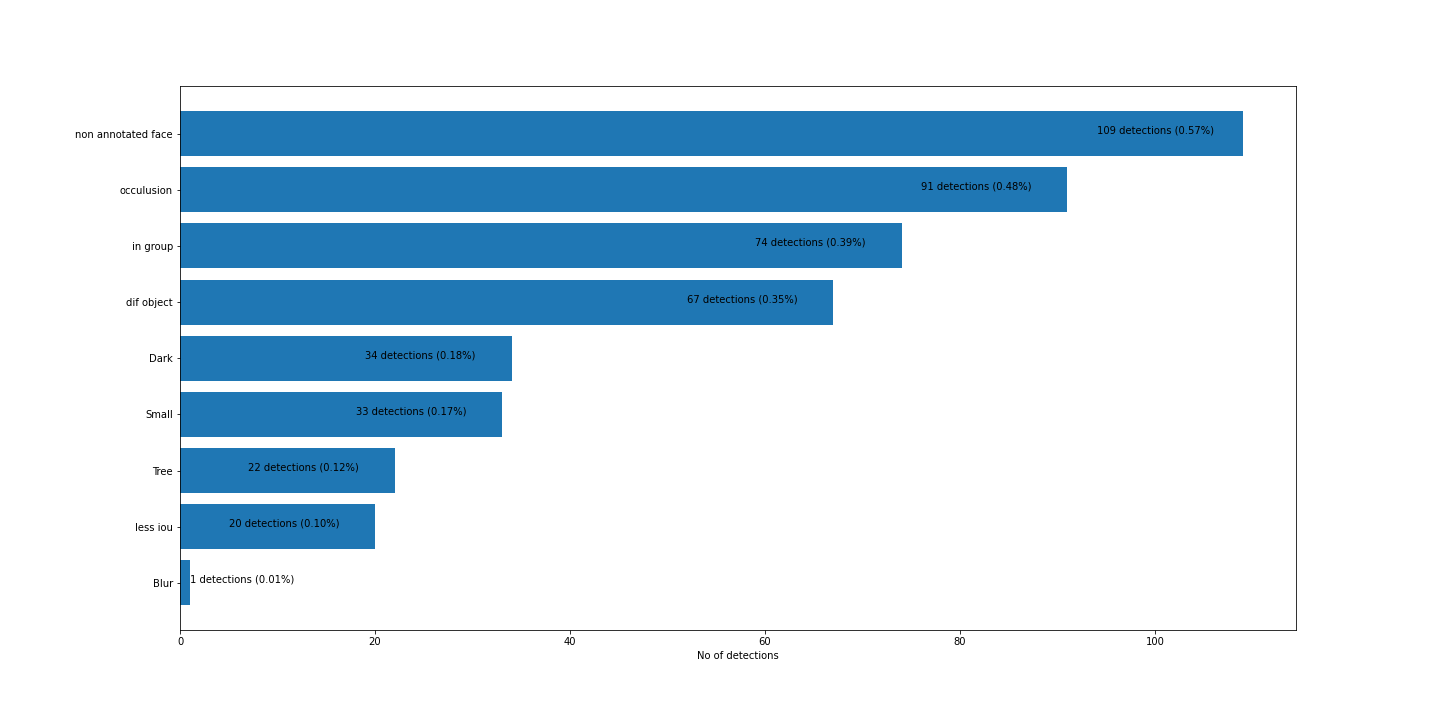 non annotated face
109 detections (0.57%)
occulusion
91 detections (0.48%)
in group
74 detections (0.39%)
dif object
67 detections (0.35%)
Dark
34 detections (0.18%)
Small
33 detections (0.17%)
Tree
22 detections (0.12%)
less iou
20 detections (0.10%)
Blur
1 detections (0.01%)
0 20 40 60 80 100
No of detections